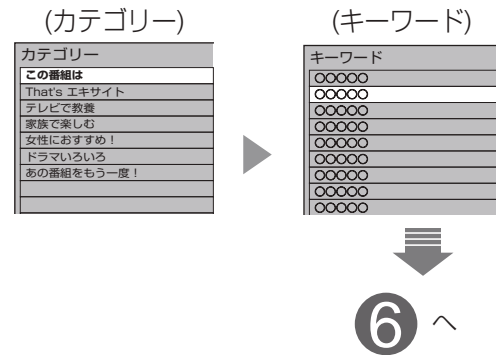 (カテゴリー)
カテゴリー
この番組は
That's エキサイト
テレビで教養
家族で楽しむ
女性におすすめ!
ドラマいろいろ
あの番組をもう一度!
(キーワード)
キーワード
○○○○○
○○○○○
○○○○○
○○○○○
○○○○○
○○○○○
○○○○○
○○○○○
○○○○○
6 へ